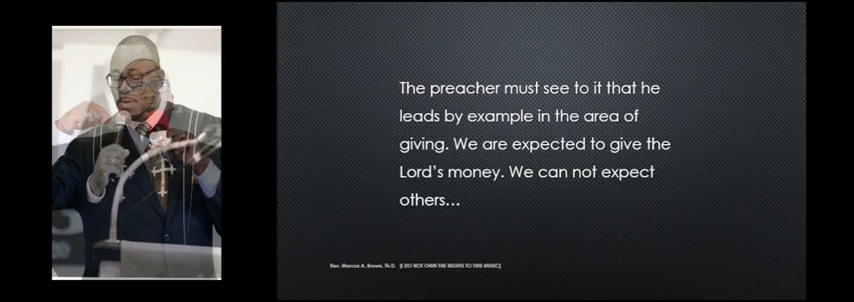 The preacher must see to it that he
leads by example in the area of
giving. We are expected to give the
Lord's money. We can not expect
others...
Rev. Marcus A. Brown, Th.D. [I DO NOT OWN THE RIGHTS TO THIS MUSIC]